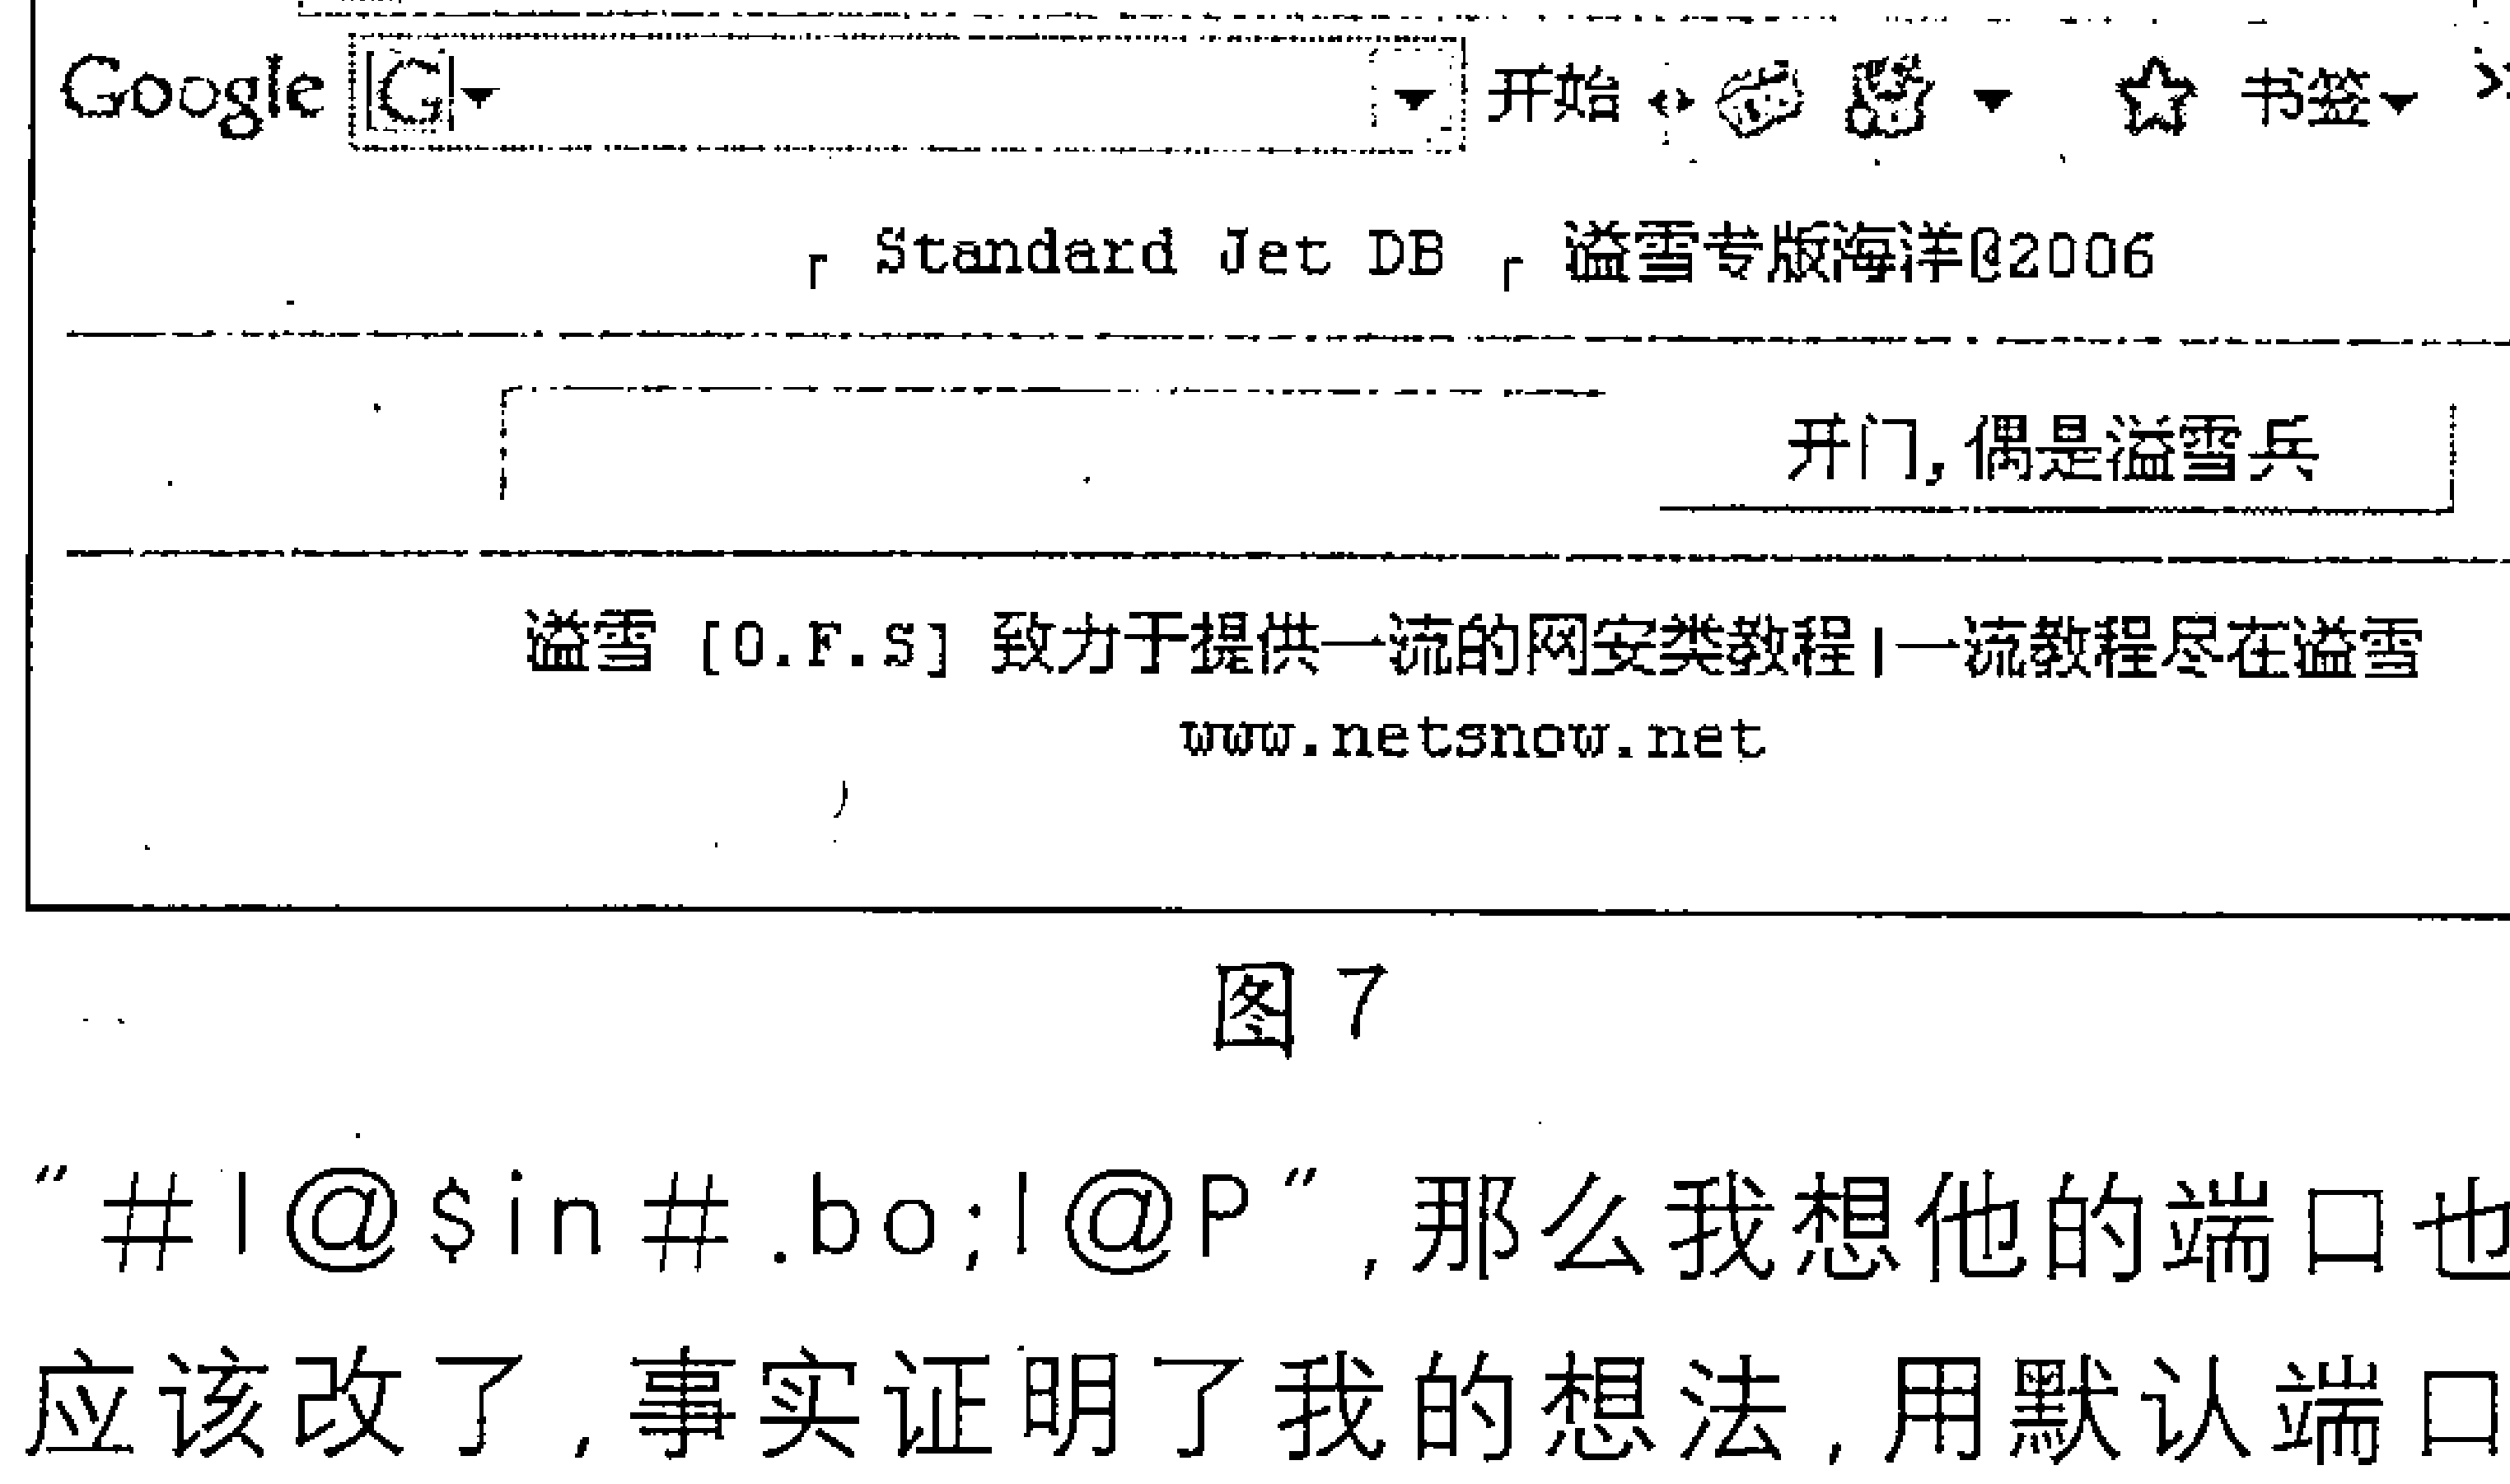 Google G 开始 书签
┌ Standard Jet DB ┌ 溢雪专版海洋@2006
开门,偶是溢雪兵
溢雪 [O.F.S] 致力于提供一流的网安类教程|一流教程尽在溢雪
www.netsnow.net
图 7
"#l@$in#.bo;l@P",那么我想他的端口也
应该改了,事实证明了我的想法,用默认端口